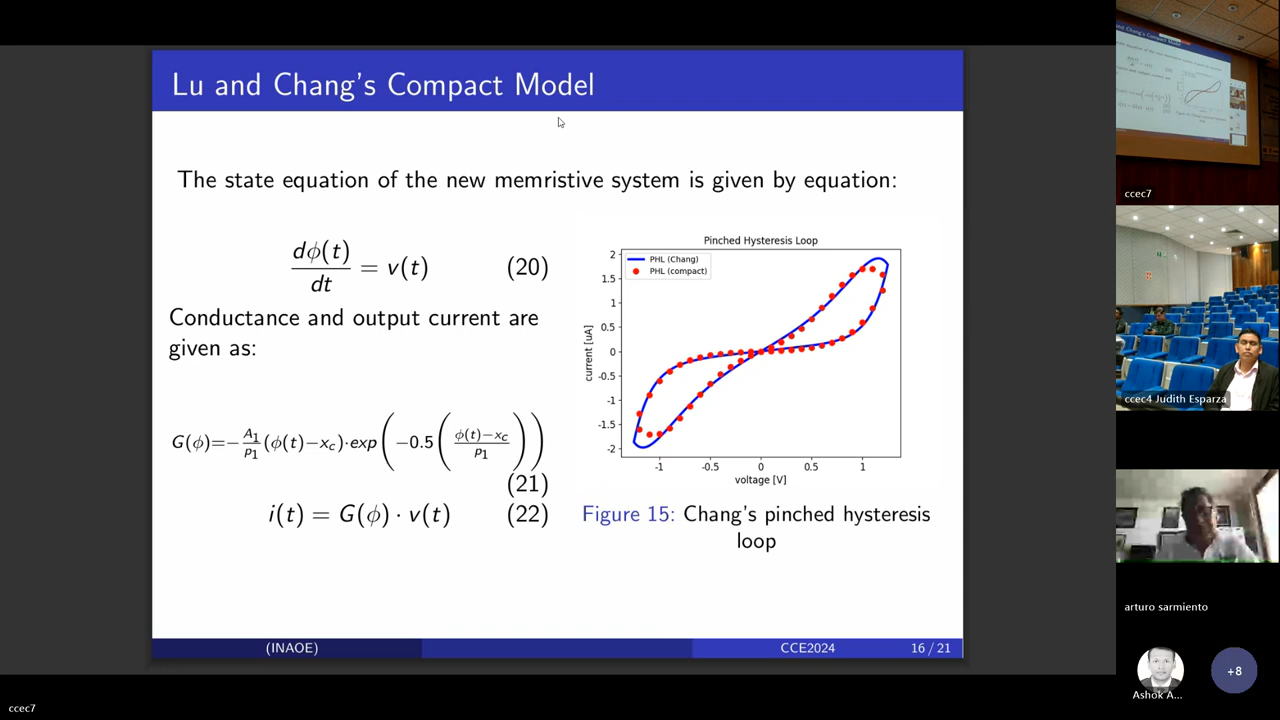 Lu and Chang's Compact Model
The state equation of the new memristive system is given by equation:
dϕ(t)/dt = v(t) (20)
Conductance and output current are
given as:
G(ϕ)=−A₁/p₁(ϕ(t)−x_c)·exp(−0.5((ϕ(t)−x_c)/p₁))
(21)
i(t) = G(ϕ) · v(t) (22)
Pinched Hysteresis Loop
PHL (Chang)
PHL (compact)
current [uA]
2
1.5
1
0.5
0
-0.5
-1
-1.5
-2
-1 -0.5 0 0.5 1
voltage [V]
Figure 15: Chang's pinched hysteresis
loop
(INAOE) CCE2024 16 / 21
ccec7
ccec7
ccec4 Judith Esparza
arturo sarmiento
Ashok A...
+8